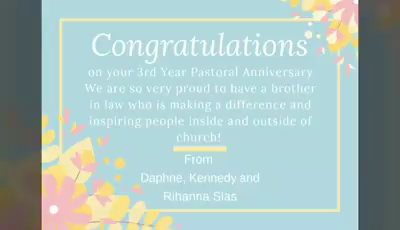 Congratulations
on your 3rd Year Pastoral Anniversary
We are so very proud to have a brother
in law who is making a difference and
inspiring people inside and outside of
church!
From
Daphne, Kennedy and
Rihanna Sias